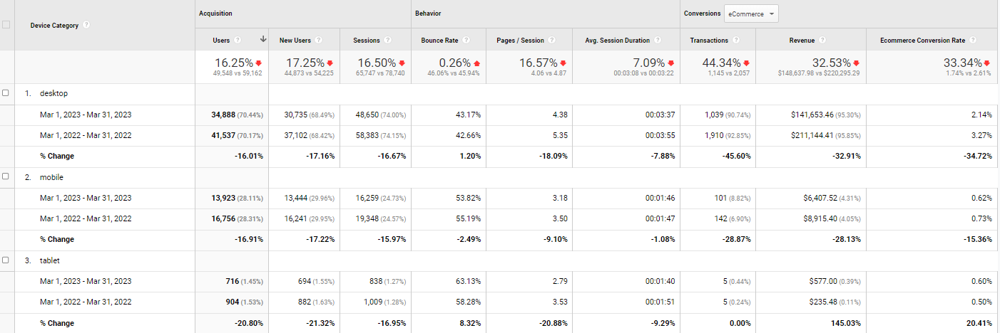 Acquisition Behavior Conversions eCommerce
Device Category ?
Users ? New Users ? Sessions ? Bounce Rate ? Pages / Session ? Avg. Session Duration ? Transactions ? Revenue ? Ecommerce Conversion Rate ?
16.25% 17.25% 16.50% 0.26% 16.57% 7.09% 44.34% 32.53% 33.34%
49,548 vs 59,162 44,873 vs 54,225 65,747 vs 78,740 46.06% vs 45.94% 4.06 vs 4.87 00:03:08 vs 00:03:22 1,145 vs 2,057 $148,637.98 vs $220,295.29 1.74% vs 2.61%
1. desktop
Mar 1, 2023 - Mar 31, 2023 34,888 (70.44%) 30,735 (68.49%) 48,650 (74.00%) 43.17% 4.38 00:03:37 1,039 (90.74%) $141,653.46 (95.30%) 2.14%
Mar 1, 2022 - Mar 31, 2022 41,537 (70.17%) 37,102 (68.42%) 58,383 (74.15%) 42.66% 5.35 00:03:55 1,910 (92.85%) $211,144.41 (95.85%) 3.27%
% Change -16.01% -17.16% -16.67% 1.20% -18.09% -7.88% -45.60% -32.91% -34.72%
2. mobile
Mar 1, 2023 - Mar 31, 2023 13,923 (28.11%) 13,444 (29.96%) 16,259 (24.73%) 53.82% 3.18 00:01:46 101 (8.82%) $6,407.52 (4.31%) 0.62%
Mar 1, 2022 - Mar 31, 2022 16,756 (28.31%) 16,241 (29.95%) 19,348 (24.57%) 55.19% 3.50 00:01:47 142 (6.90%) $8,915.40 (4.05%) 0.73%
% Change -16.91% -17.22% -15.97% -2.49% -9.10% -1.08% -28.87% -28.13% -15.36%
3. tablet
Mar 1, 2023 - Mar 31, 2023 716 (1.45%) 694 (1.55%) 838 (1.27%) 63.13% 2.79 00:01:40 5 (0.44%) $577.00 (0.39%) 0.60%
Mar 1, 2022 - Mar 31, 2022 904 (1.53%) 882 (1.63%) 1,009 (1.28%) 58.28% 3.53 00:01:51 5 (0.24%) $235.48 (0.11%) 0.50%
% Change -20.80% -21.32% -16.95% 8.32% -20.88% -9.29% 0.00% 145.03% 20.41%